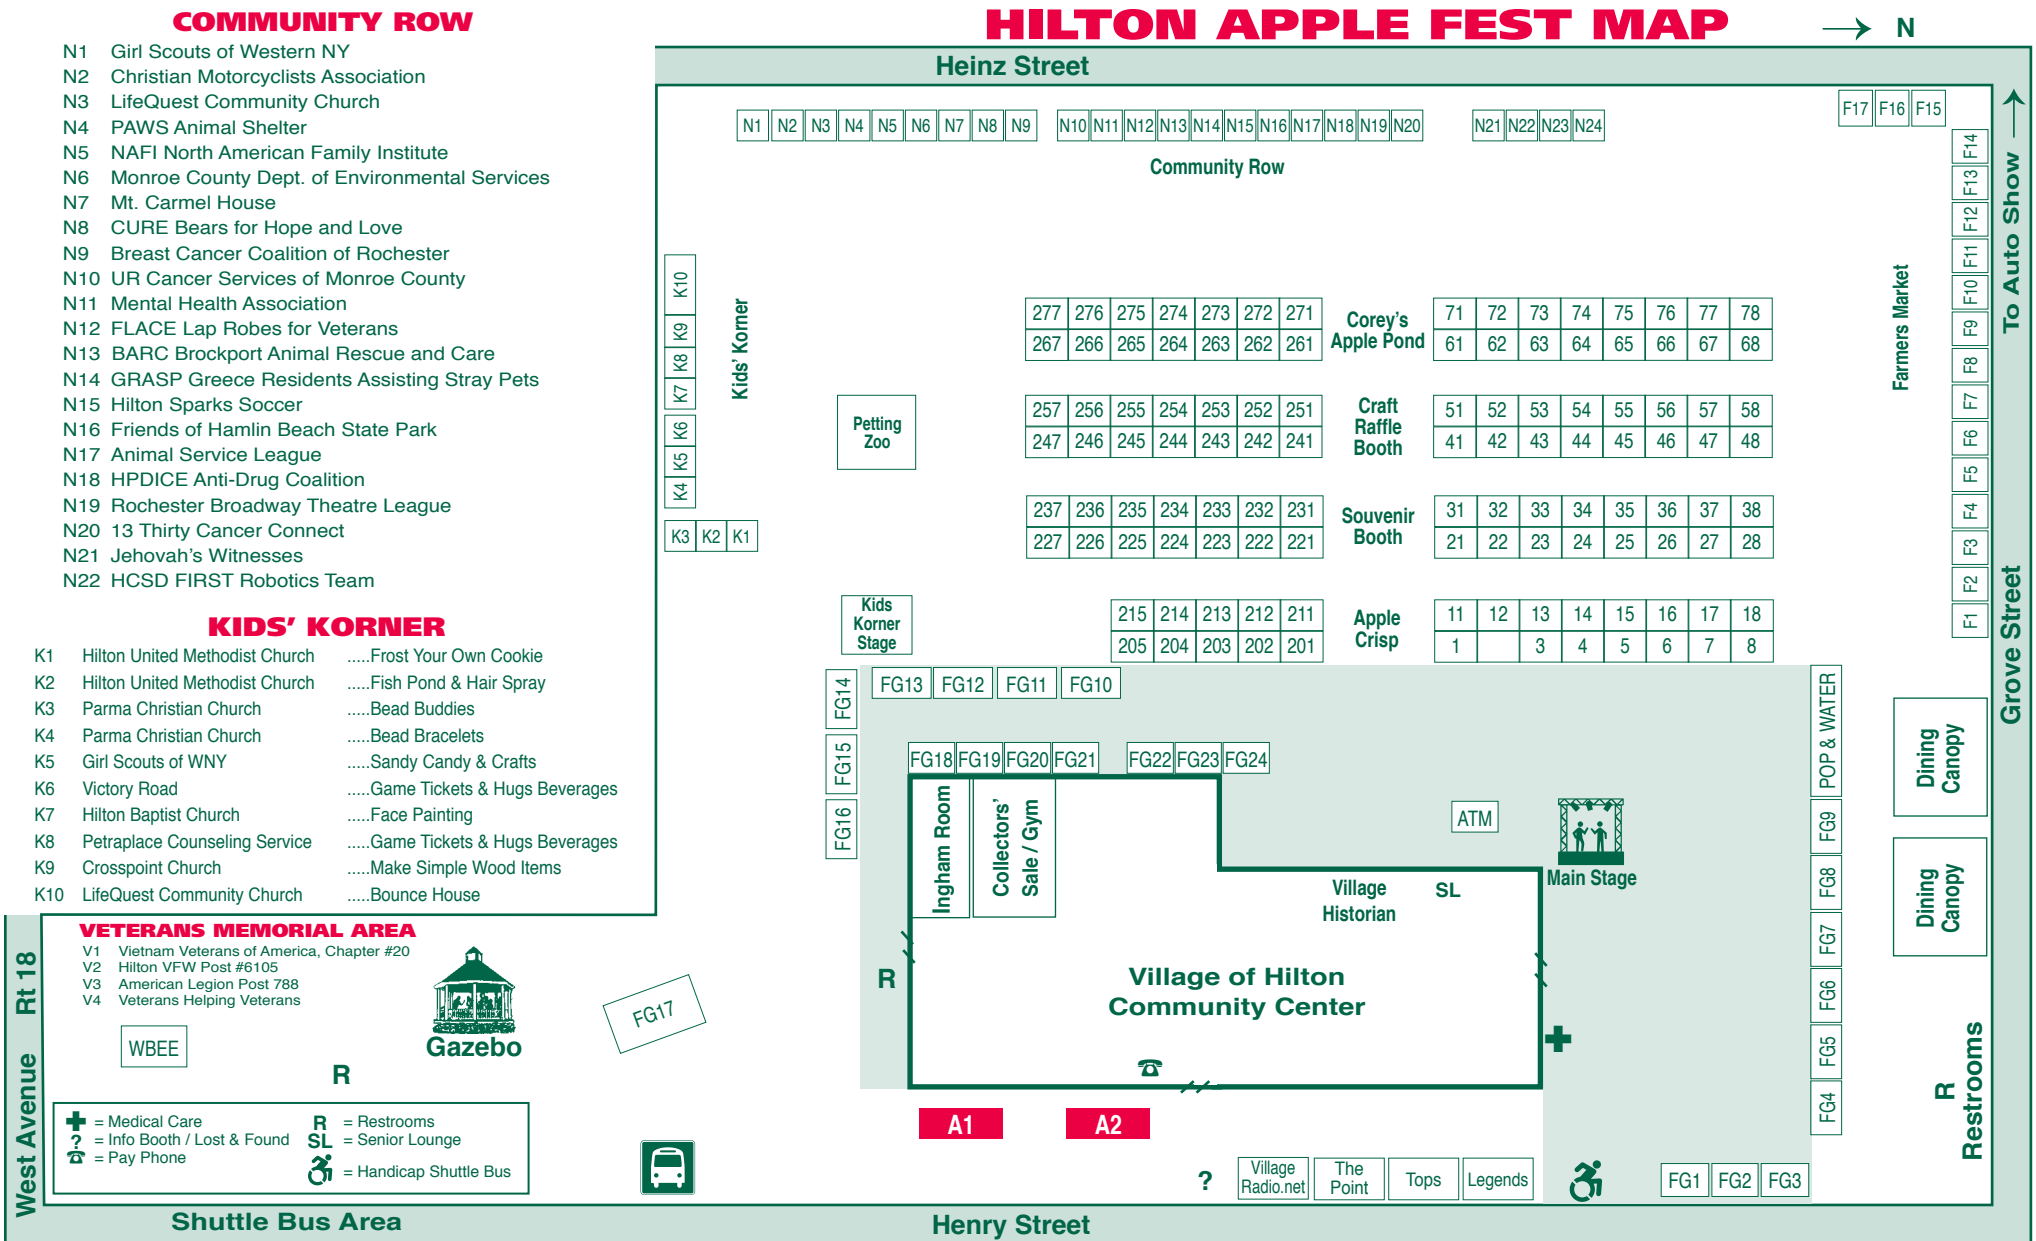 COMMUNITY ROW
N1 Girl Scouts of Western NY
N2 Christian Motorcyclists Association
N3 LifeQuest Community Church
N4 PAWS Animal Shelter
N5 NAFI North American Family Institute
N6 Monroe County Dept. of Environmental Services
N7 Mt. Carmel House
N8 CURE Bears for Hope and Love
N9 Breast Cancer Coalition of Rochester
N10 UR Cancer Services of Monroe County
N11 Mental Health Association
N12 FLACE Lap Robes for Veterans
N13 BARC Brockport Animal Rescue and Care
N14 GRASP Greece Residents Assisting Stray Pets
N15 Hilton Sparks Soccer
N16 Friends of Hamlin Beach State Park
N17 Animal Service League
N18 HPDICE Anti-Drug Coalition
N19 Rochester Broadway Theatre League
N20 13 Thirty Cancer Connect
N21 Jehovah's Witnesses
N22 HCSD FIRST Robotics Team
KIDS' KORNER
K1 Hilton United Methodist Church .....Frost Your Own Cookie
K2 Hilton United Methodist Church .....Fish Pond & Hair Spray
K3 Parma Christian Church .....Bead Buddies
K4 Parma Christian Church .....Bead Bracelets
K5 Girl Scouts of WNY .....Sandy Candy & Crafts
K6 Victory Road .....Game Tickets & Hugs Beverages
K7 Hilton Baptist Church .....Face Painting
K8 Petraplace Counseling Service .....Game Tickets & Hugs Beverages
K9 Crosspoint Church .....Make Simple Wood Items
K10 LifeQuest Community Church .....Bounce House
VETERANS MEMORIAL AREA
V1 Vietnam Veterans of America, Chapter #20
V2 Hilton VFW Post #6105
V3 American Legion Post 788
V4 Veterans Helping Veterans
WBEE
Gazebo
R
= Medical Care
? = Info Booth / Lost & Found
= Pay Phone
R = Restrooms
SL = Senior Lounge
= Handicap Shuttle Bus
West Avenue Rt 18
Shuttle Bus Area
HILTON APPLE FEST MAP
N
Heinz Street
N1 N2 N3 N4 N5 N6 N7 N8 N9 N10 N11 N12 N13 N14 N15 N16 N17 N18 N19 N20 N21 N22 N23 N24
Community Row
F17 F16 F15
F14
F13
F12
F11
F10
F9
F8
F7
F6
F5
F4
F3
F2
F1
Farmers Market
To Auto Show
Grove Street
K10
K9
K8
K7
K6
K5
K4
K3 K2 K1
Kids' Korner
Petting
Zoo
Kids
Korner
Stage
277 276 275 274 273 272 271
267 266 265 264 263 262 261
Corey's
Apple Pond
71 72 73 74 75 76 77 78
61 62 63 64 65 66 67 68
257 256 255 254 253 252 251
247 246 245 244 243 242 241
Craft
Raffle
Booth
51 52 53 54 55 56 57 58
41 42 43 44 45 46 47 48
237 236 235 234 233 232 231
227 226 225 224 223 222 221
Souvenir
Booth
31 32 33 34 35 36 37 38
21 22 23 24 25 26 27 28
215 214 213 212 211
205 204 203 202 201
Apple
Crisp
11 12 13 14 15 16 17 18
1 3 4 5 6 7 8
FG14
FG15
FG16
FG13 FG12 FG11 FG10
FG18 FG19 FG20 FG21 FG22 FG23 FG24
Ingham Room
Collectors'
Sale / Gym
ATM
Main Stage
Village
Historian
SL
Village of Hilton
Community Center
R
FG17
POP & WATER
FG9
FG8
FG7
FG6
FG5
FG4
Dining
Canopy
Dining
Canopy
R
Restrooms
A1 A2
?
Village
Radio.net
The
Point
Tops
Legends
FG1 FG2 FG3
Henry Street